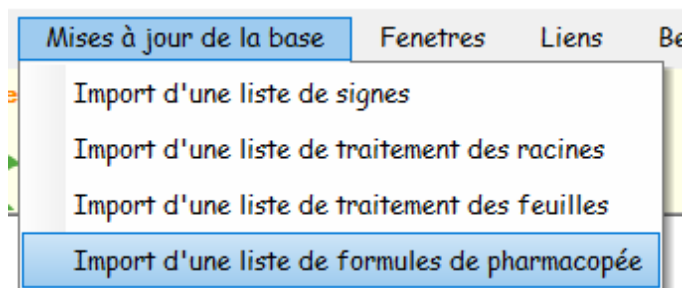 Mises à jour de la base Fenetres Liens
Import d'une liste de signes
Import d'une liste de traitement des racines
Import d'une liste de traitement des feuilles
Import d'une liste de formules de pharmacopée